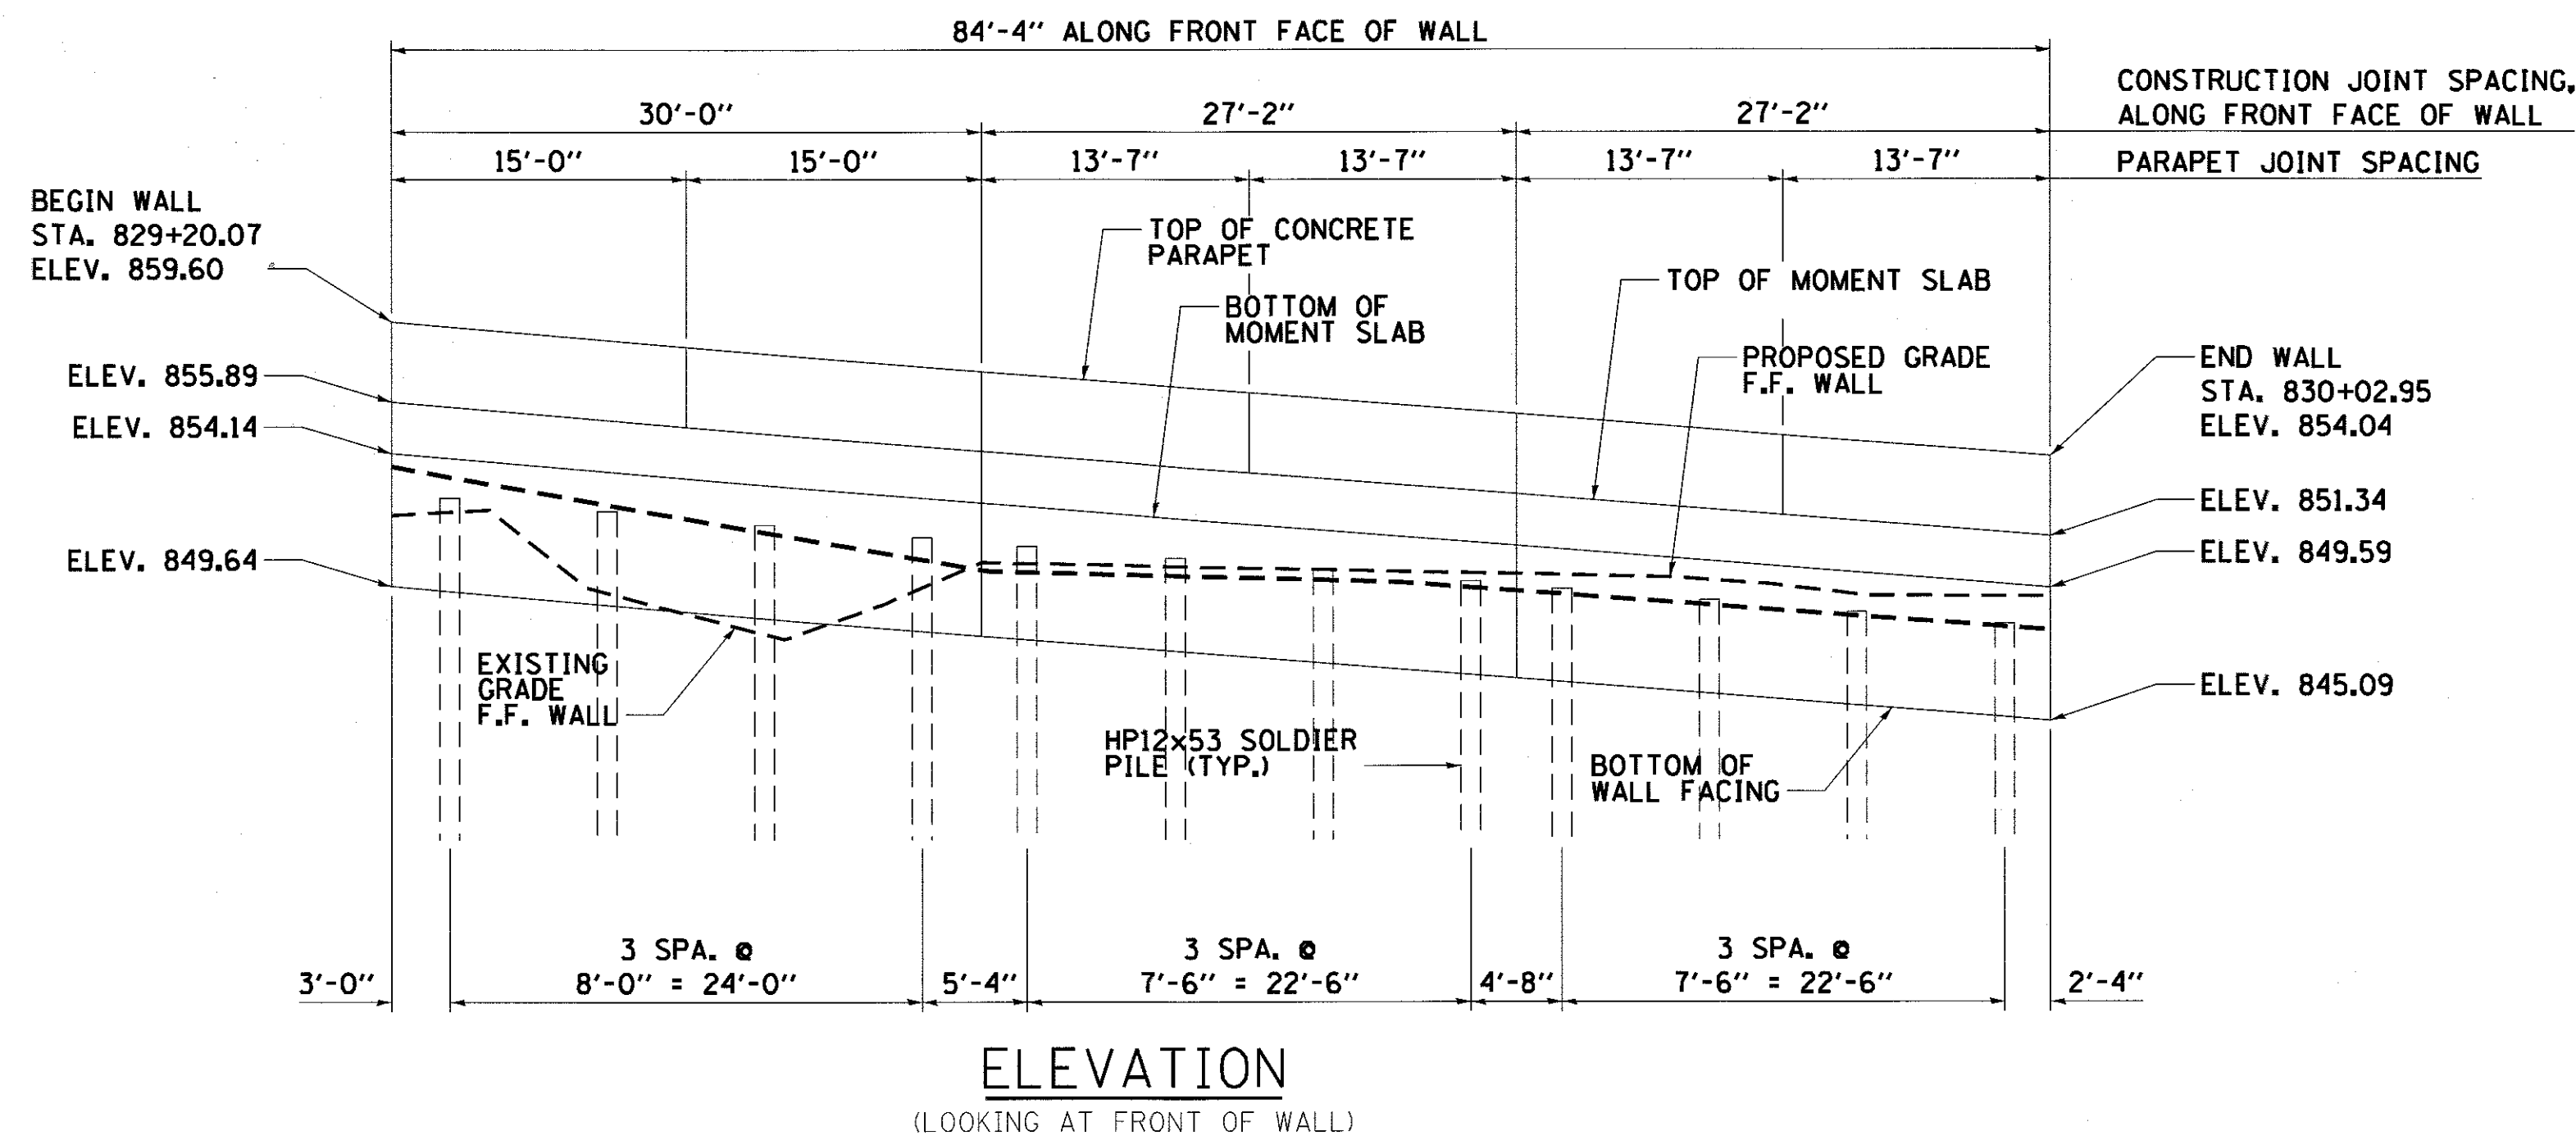 84'-4" ALONG FRONT FACE OF WALL
30'-0"
27'-2"
27'-2"
CONSTRUCTION JOINT SPACING,
ALONG FRONT FACE OF WALL
15'-0"
15'-0"
13'-7"
13'-7"
13'-7"
13'-7"
PARAPET JOINT SPACING
BEGIN WALL
STA. 829+20.07
ELEV. 859.60
TOP OF CONCRETE
PARAPET
BOTTOM OF
MOMENT SLAB
TOP OF MOMENT SLAB
PROPOSED GRADE
F.F. WALL
END WALL
STA. 830+02.95
ELEV. 854.04
ELEV. 855.89
ELEV. 854.14
ELEV. 849.64
ELEV. 851.34
ELEV. 849.59
ELEV. 845.09
EXISTING
GRADE
F.F. WALL
HP12x53 SOLDIER
PILE (TYP.)
BOTTOM OF
WALL FACING
3'-0"
3 SPA. @
8'-0" = 24'-0"
5'-4"
3 SPA. @
7'-6" = 22'-6"
4'-8"
3 SPA. @
7'-6" = 22'-6"
2'-4"
ELEVATION
(LOOKING AT FRONT OF WALL)